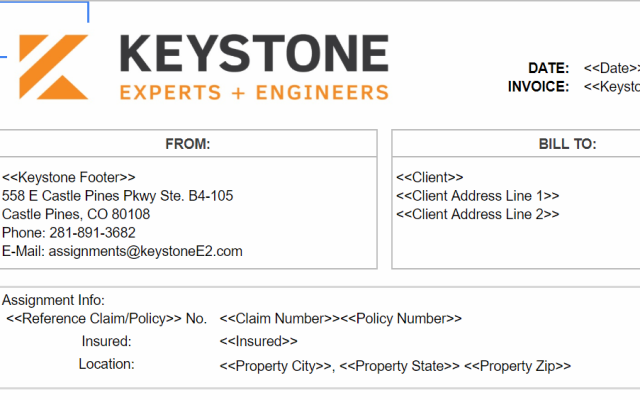 KEYSTONE
EXPERTS + ENGINEERS
DATE: <<Date>>
INVOICE: <<Keysto
FROM:
<<Keystone Footer>>
558 E Castle Pines Pkwy Ste. B4-105
Castle Pines, CO 80108
Phone: 281-891-3682
E-Mail: assignments@keystoneE2.com
BILL TO:
<<Client>>
<<Client Address Line 1>>
<<Client Address Line 2>>
Assignment Info:
<<Reference Claim/Policy>> No. <<Claim Number>><<Policy Number>>
Insured: <<Insured>>
Location: <<Property City>>, <<Property State>> <<Property Zip>>